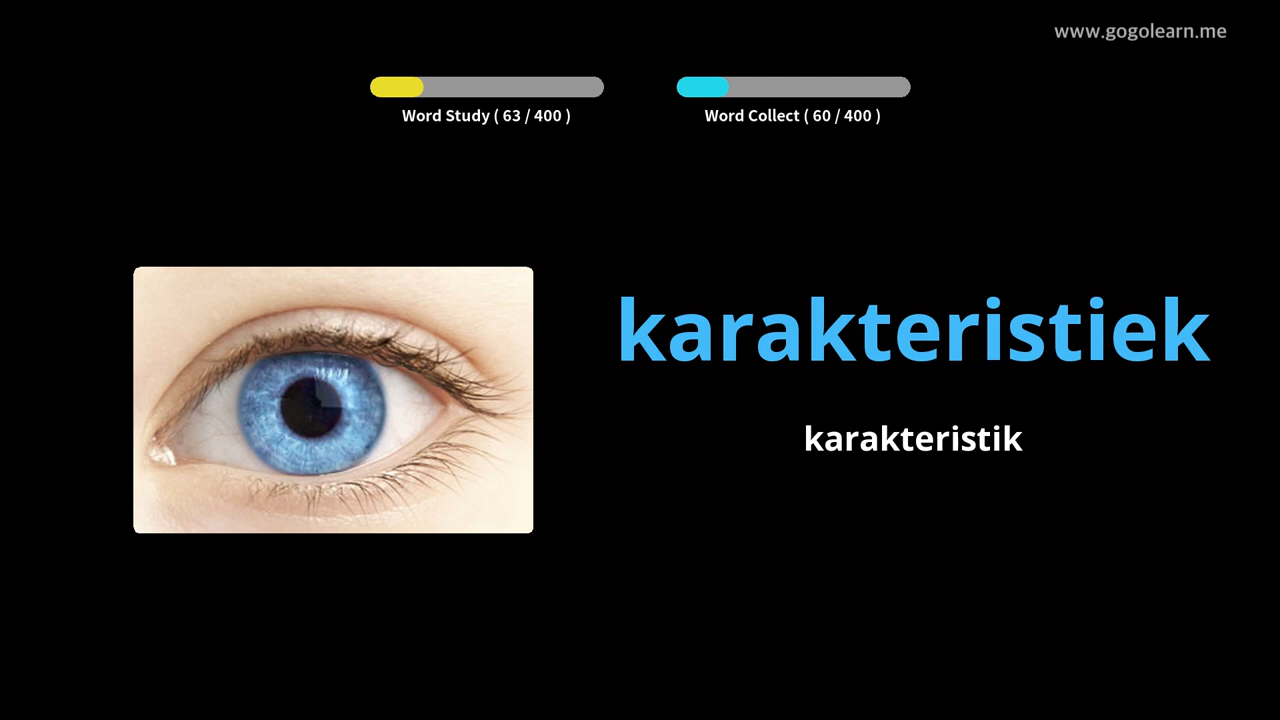 www.gogolearn.me
Word Study ( 63 / 400 )
Word Collect ( 60 / 400 )
karakteristiek
karakteristik